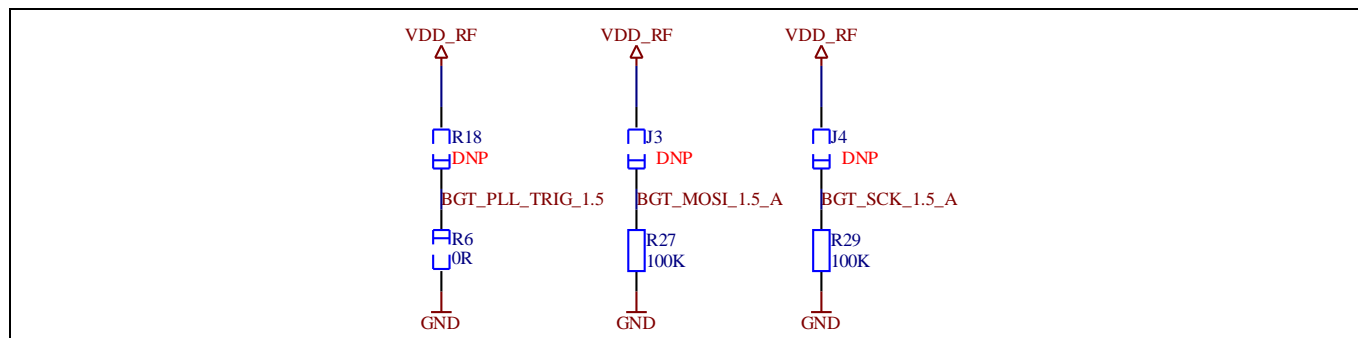 VDD_RF VDD_RF VDD_RF
R18 J3 J4
DNP DNP DNP
BGT_PLL_TRIG_1.5 BGT_MOSI_1.5_A BGT_SCK_1.5_A
R6 R27 R29
0R 100K 100K
GND GND GND